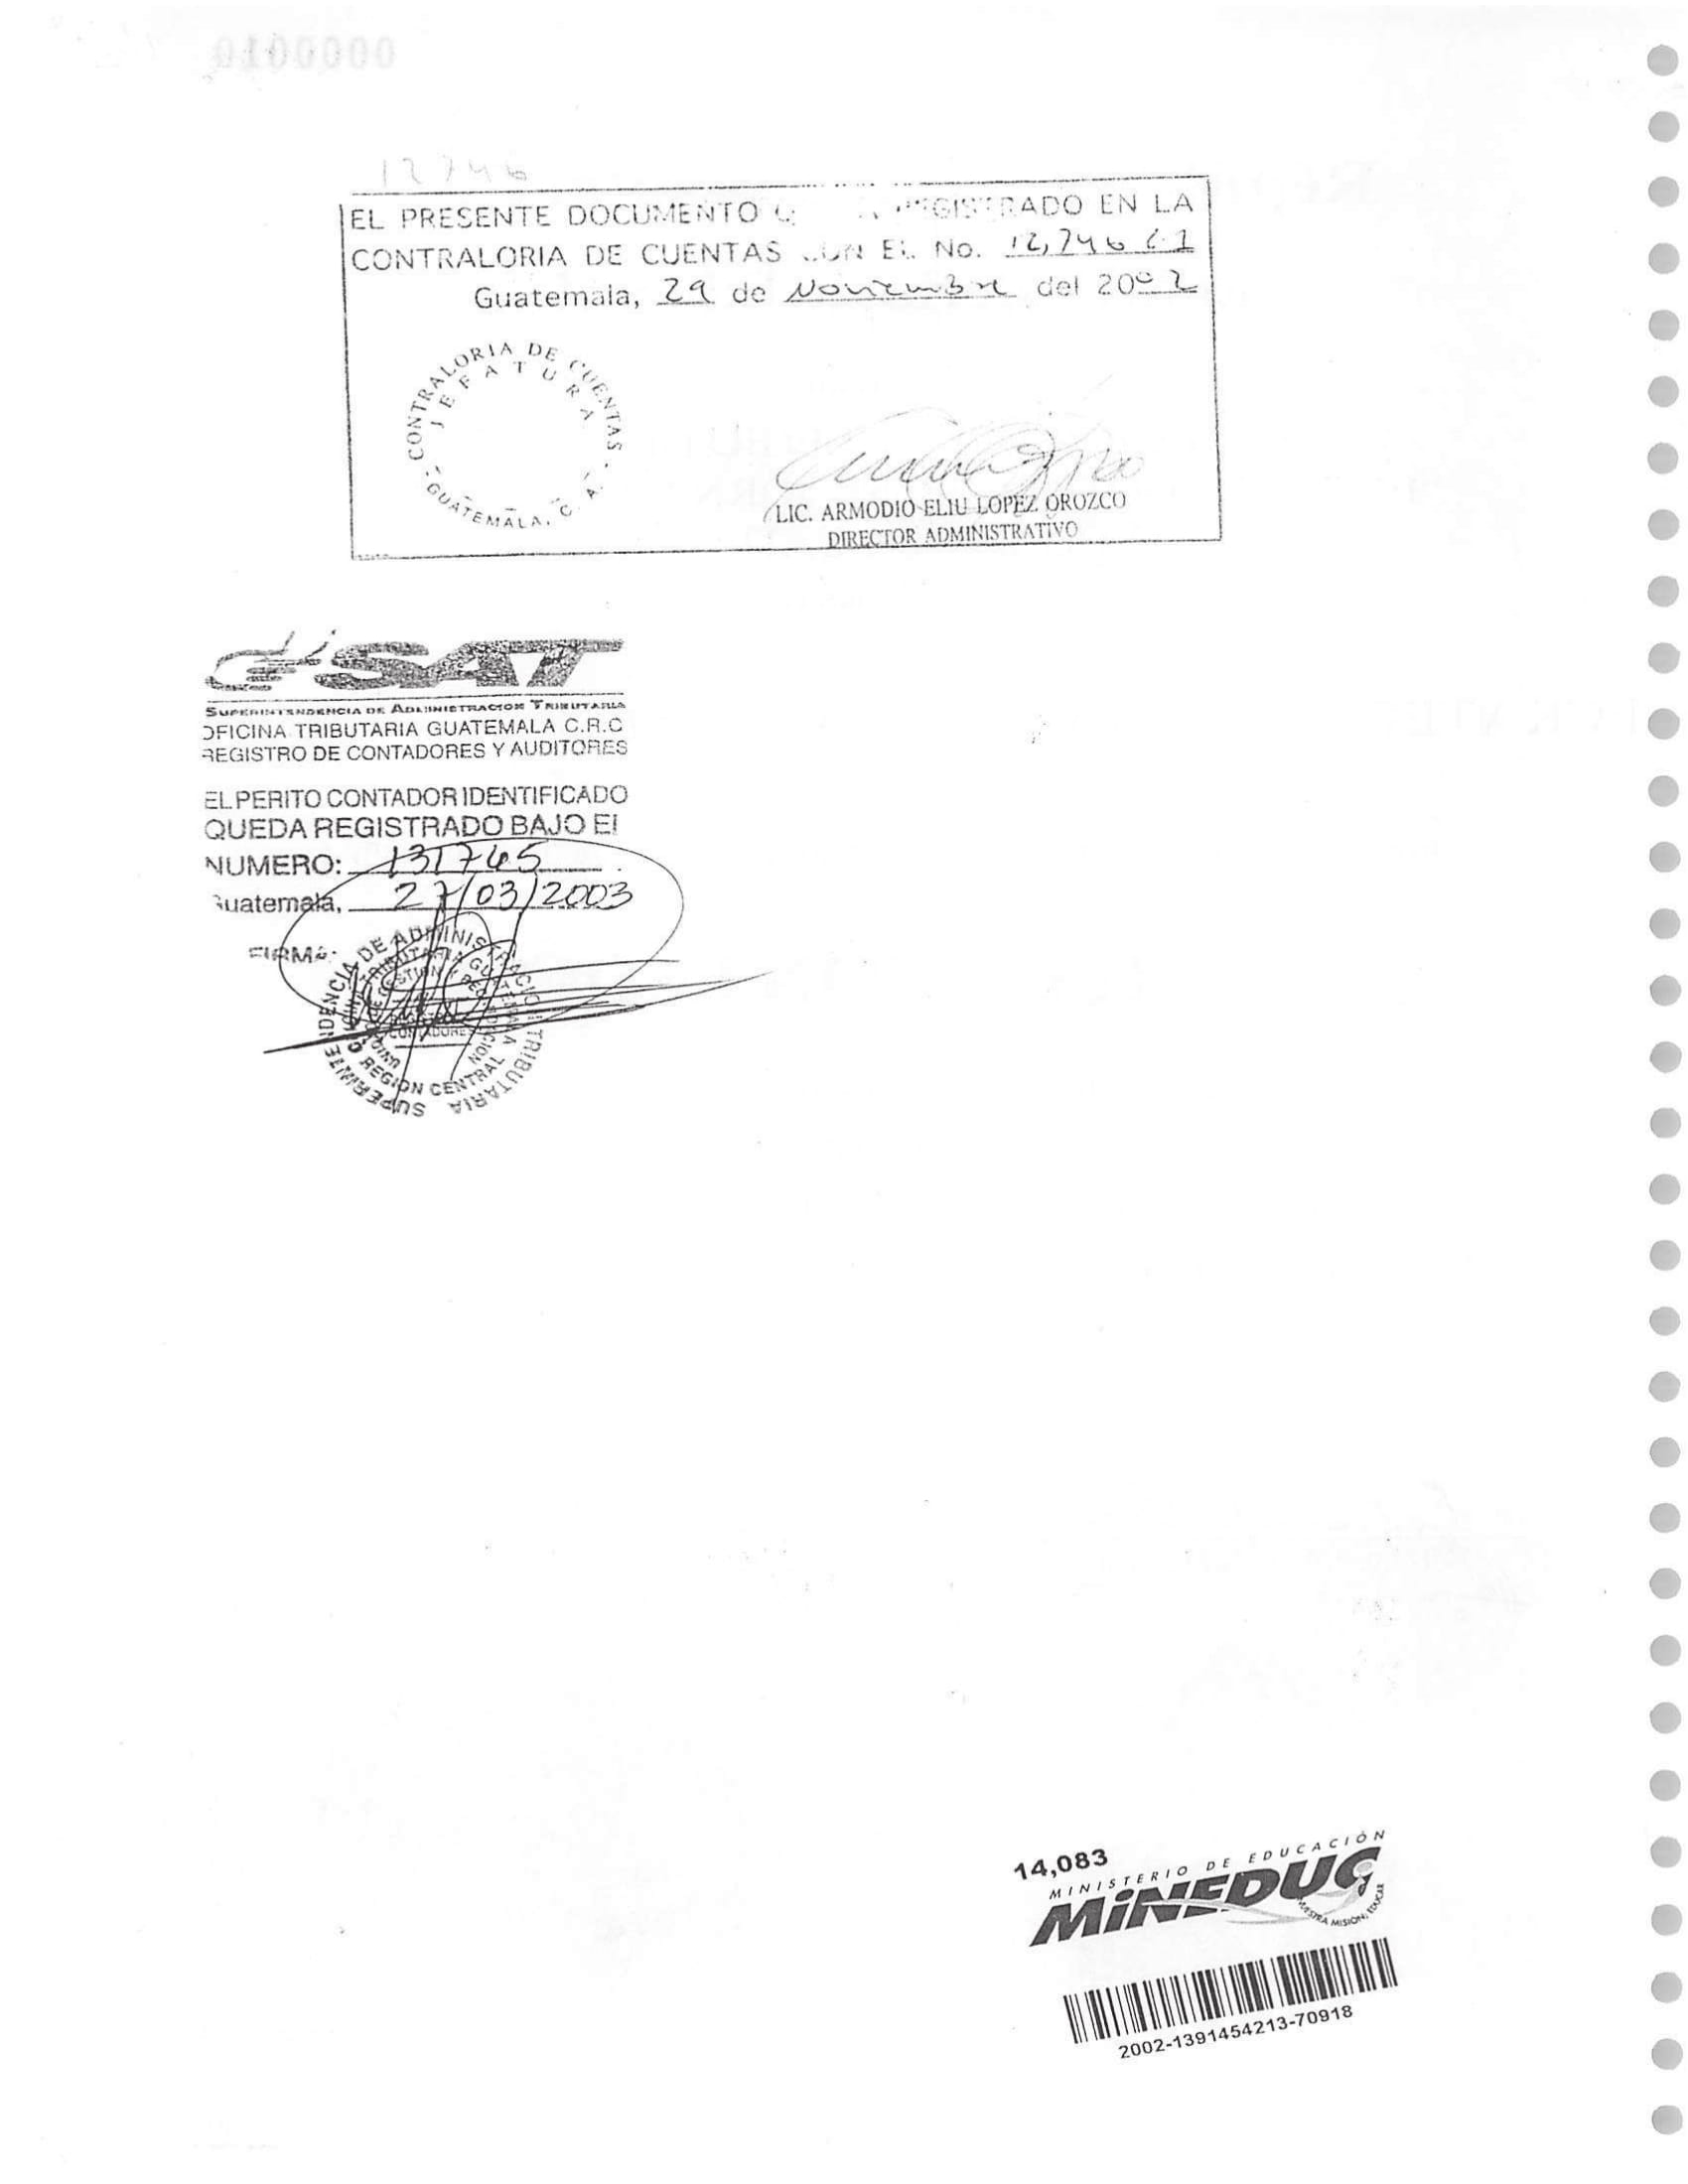 0000010
12746
EL PRESENTE DOCUMENTO REGISTRADO EN LA
CONTRALORIA DE CUENTAS CON EL No. 12,746
Guatemala, 29 de Noviembre del 2002
CONTRALORIA DE CUENTAS
JEFATURA
GUATEMALA, C. A.
LIC. ARMODIO ELIU LOPEZ OROZCO
DIRECTOR ADMINISTRATIVO
SAT
SUPERINTENDENCIA DE ADMINISTRACION TRIBUTARIA
OFICINA TRIBUTARIA GUATEMALA C.R.C
REGISTRO DE CONTADORES Y AUDITORES
EL PERITO CONTADOR IDENTIFICADO
QUEDA REGISTRADO BAJO El
NUMERO: 131765
Guatemala, 27/03/2003
FIRMA:
SUPERINTENDENCIA DE ADMINISTRACION TRIBUTARIA
REGION CENTRAL
14,083
MINISTERIO DE EDUCACIÓN
MiNEDUC
NUESTRA MISION, EDUCAR
2002-1391454213-70918